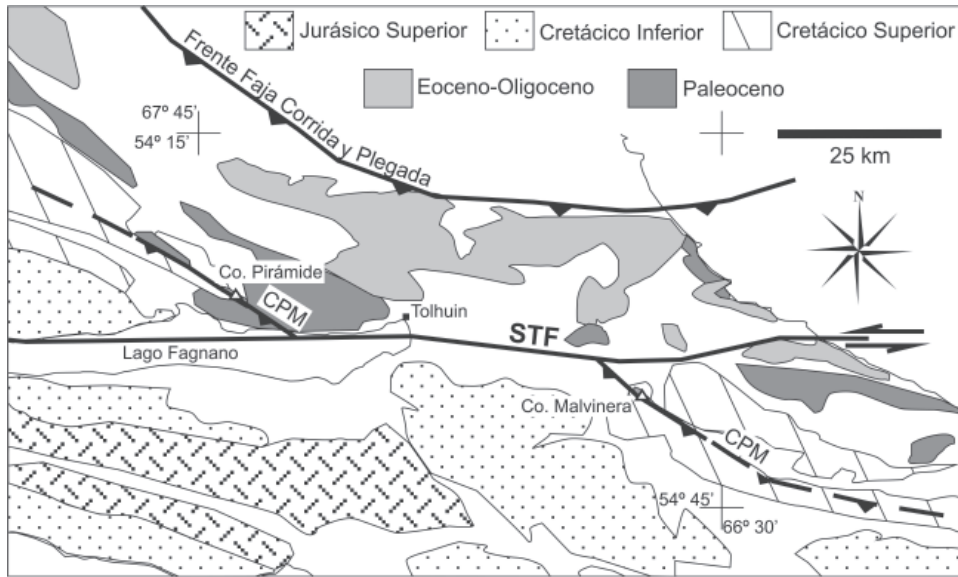 Jurásico Superior
Cretácico Inferior
Cretácico Superior
Eoceno-Oligoceno
Paleoceno
Frente Faja Corrida y Plegada
67º 45'
54º 15'
25 km
N
Co. Pirámide
CPM
Tolhuin
STF
Lago Fagnano
Co. Malvinera
CPM
54º 45'
66º 30'